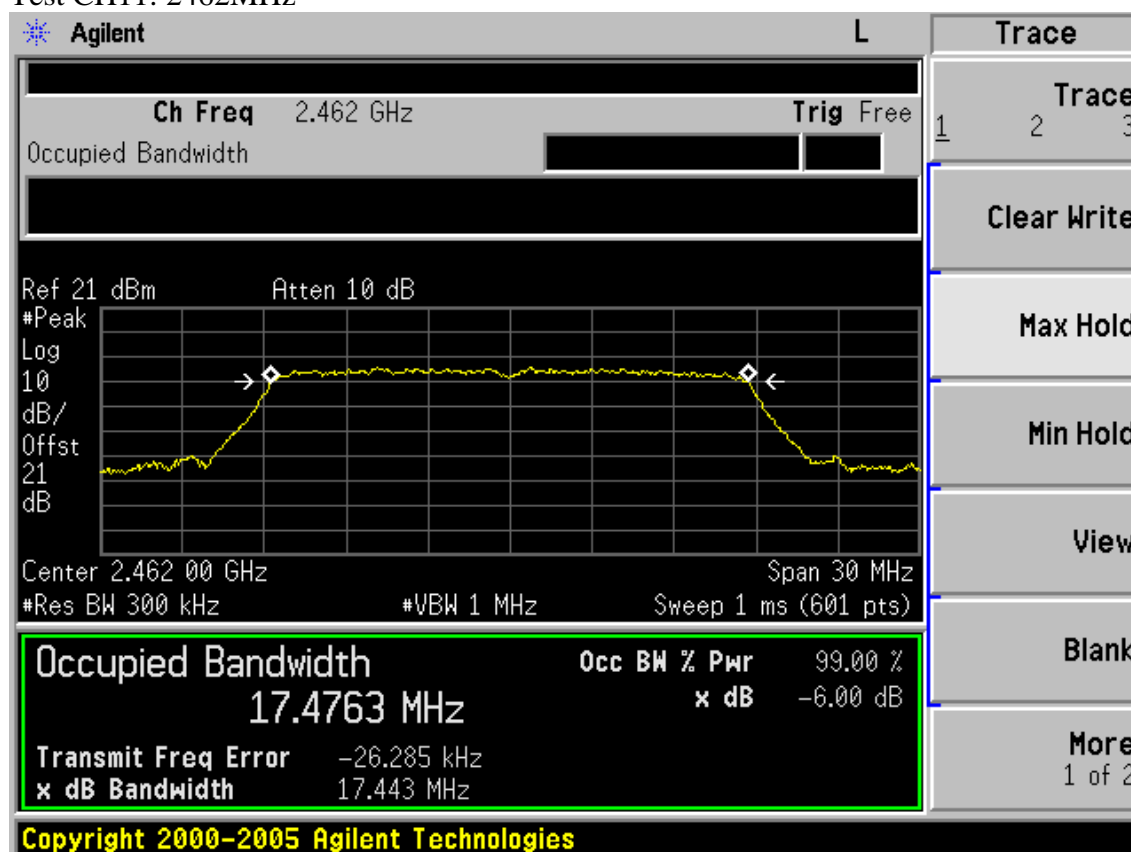 Test CH11: 2462MHz
Agilent L Trace
Ch Freq 2.462 GHz Trig Free
Occupied Bandwidth
Trace
1 2 3
Clear Write
Max Hold
Min Hold
View
Blank
More
1 of 2
Ref 21 dBm Atten 10 dB
#Peak
Log
10
dB/
Offst
21
dB
Center 2.462 00 GHz Span 30 MHz
#Res BW 300 kHz #VBW 1 MHz Sweep 1 ms (601 pts)
Occupied Bandwidth Occ BW % Pwr 99.00 %
17.4763 MHz x dB -6.00 dB
Transmit Freq Error -26.285 kHz
x dB Bandwidth 17.443 MHz
Copyright 2000-2005 Agilent Technologies